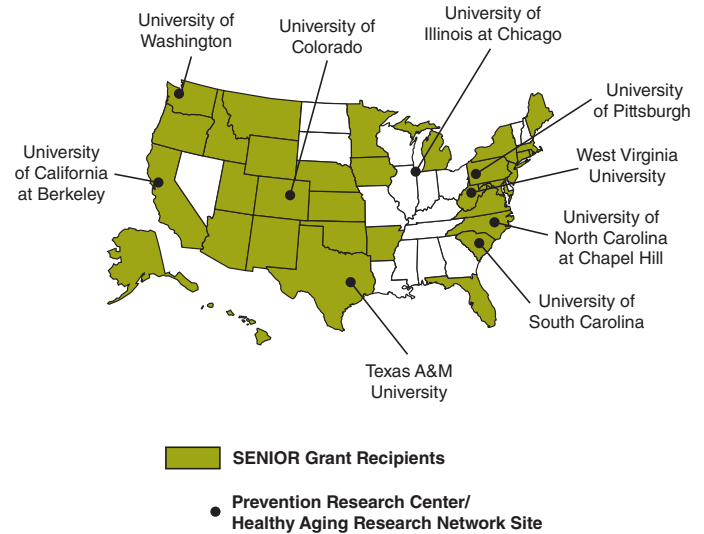 University of
Washington
University of
Colorado
University of
Illinois at Chicago
University
of Pittsburgh
West Virginia
University
University
of California
at Berkeley
University of
North Carolina
at Chapel Hill
University of
South Carolina
Texas A&M
University
SENIOR Grant Recipients
Prevention Research Center/
Healthy Aging Research Network Site